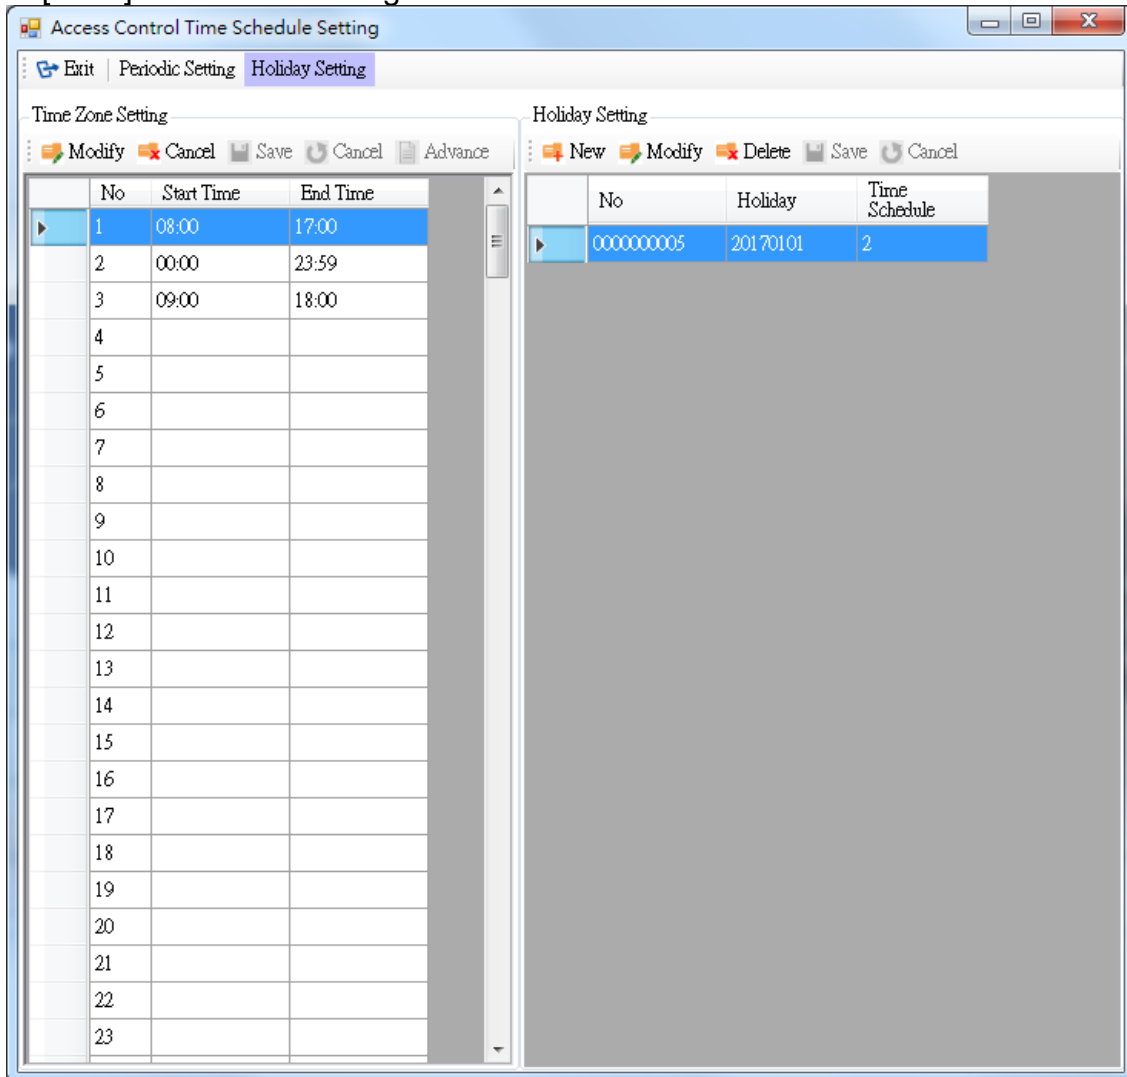 Access Control Time Schedule Setting
Exit Periodic Setting Holiday Setting
Time Zone Setting
Modify Cancel Save Cancel Advance
No Start Time End Time
1 08:00 17:00
2 00:00 23:59
3 09:00 18:00
4
5
6
7
8
9
10
11
12
13
14
15
16
17
18
19
20
21
22
23
Holiday Setting
New Modify Delete Save Cancel
No Holiday Time
Schedule
0000000005 20170101 2